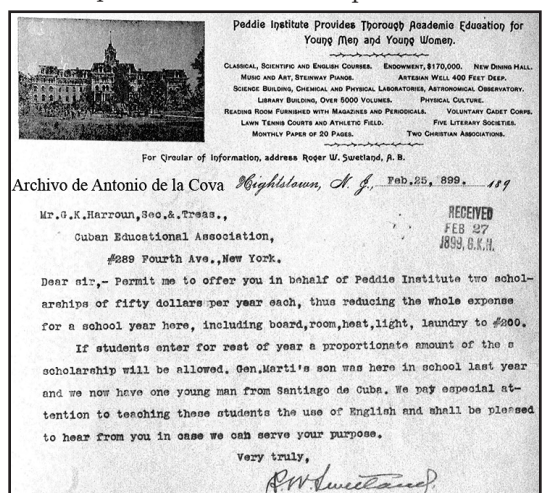 Peddie Institute Provides Thorough Academic Education for
Young Men and Young Women.
Classical, Scientific and English Courses. Endowment, $170,000. New Dining Hall.
Music and Art, Steinway Pianos. Artesian Well 400 Feet Deep.
Science Building, Chemical and Physical Laboratories, Astronomical Observatory.
Library Building, Over 5000 Volumes. Physical Culture.
Reading Room Furnished with Magazines and Periodicals. Voluntary Cadet Corps.
Lawn Tennis Courts and Athletic Field. Five Literary Societies.
Monthly Paper of 20 Pages. Two Christian Associations.
For Circular of Information, address Roger W. Swetland, A. B.
Archivo de Antonio de la Cova Hightstown, N. J., Feb.25, 899. 189
Mr.G.K.Harroun,Sec.&.Treas.,
RECEIVED
Cuban Educational Association,
FEB 27
1899, G.K.H.
#289 Fourth Ave.,New York.
Dear sir,- Permit me to offer you in behalf of Peddie Institute two schol-
arships of fifty dollars per year each, thus reducing the whole expense
for a school year here, including board,room,heat,light, laundry to $200.
If students enter for rest of year a proportionate amount of the s
scholarship will be allowed. Gen.Marti's son was here in school last year
and we now have one young man from Santiago de Cuba. We pay especial at-
tention to teaching these students the use of English and shall be pleased
to hear from you in case we can serve your purpose.
Very truly,
R.W.Swetland.